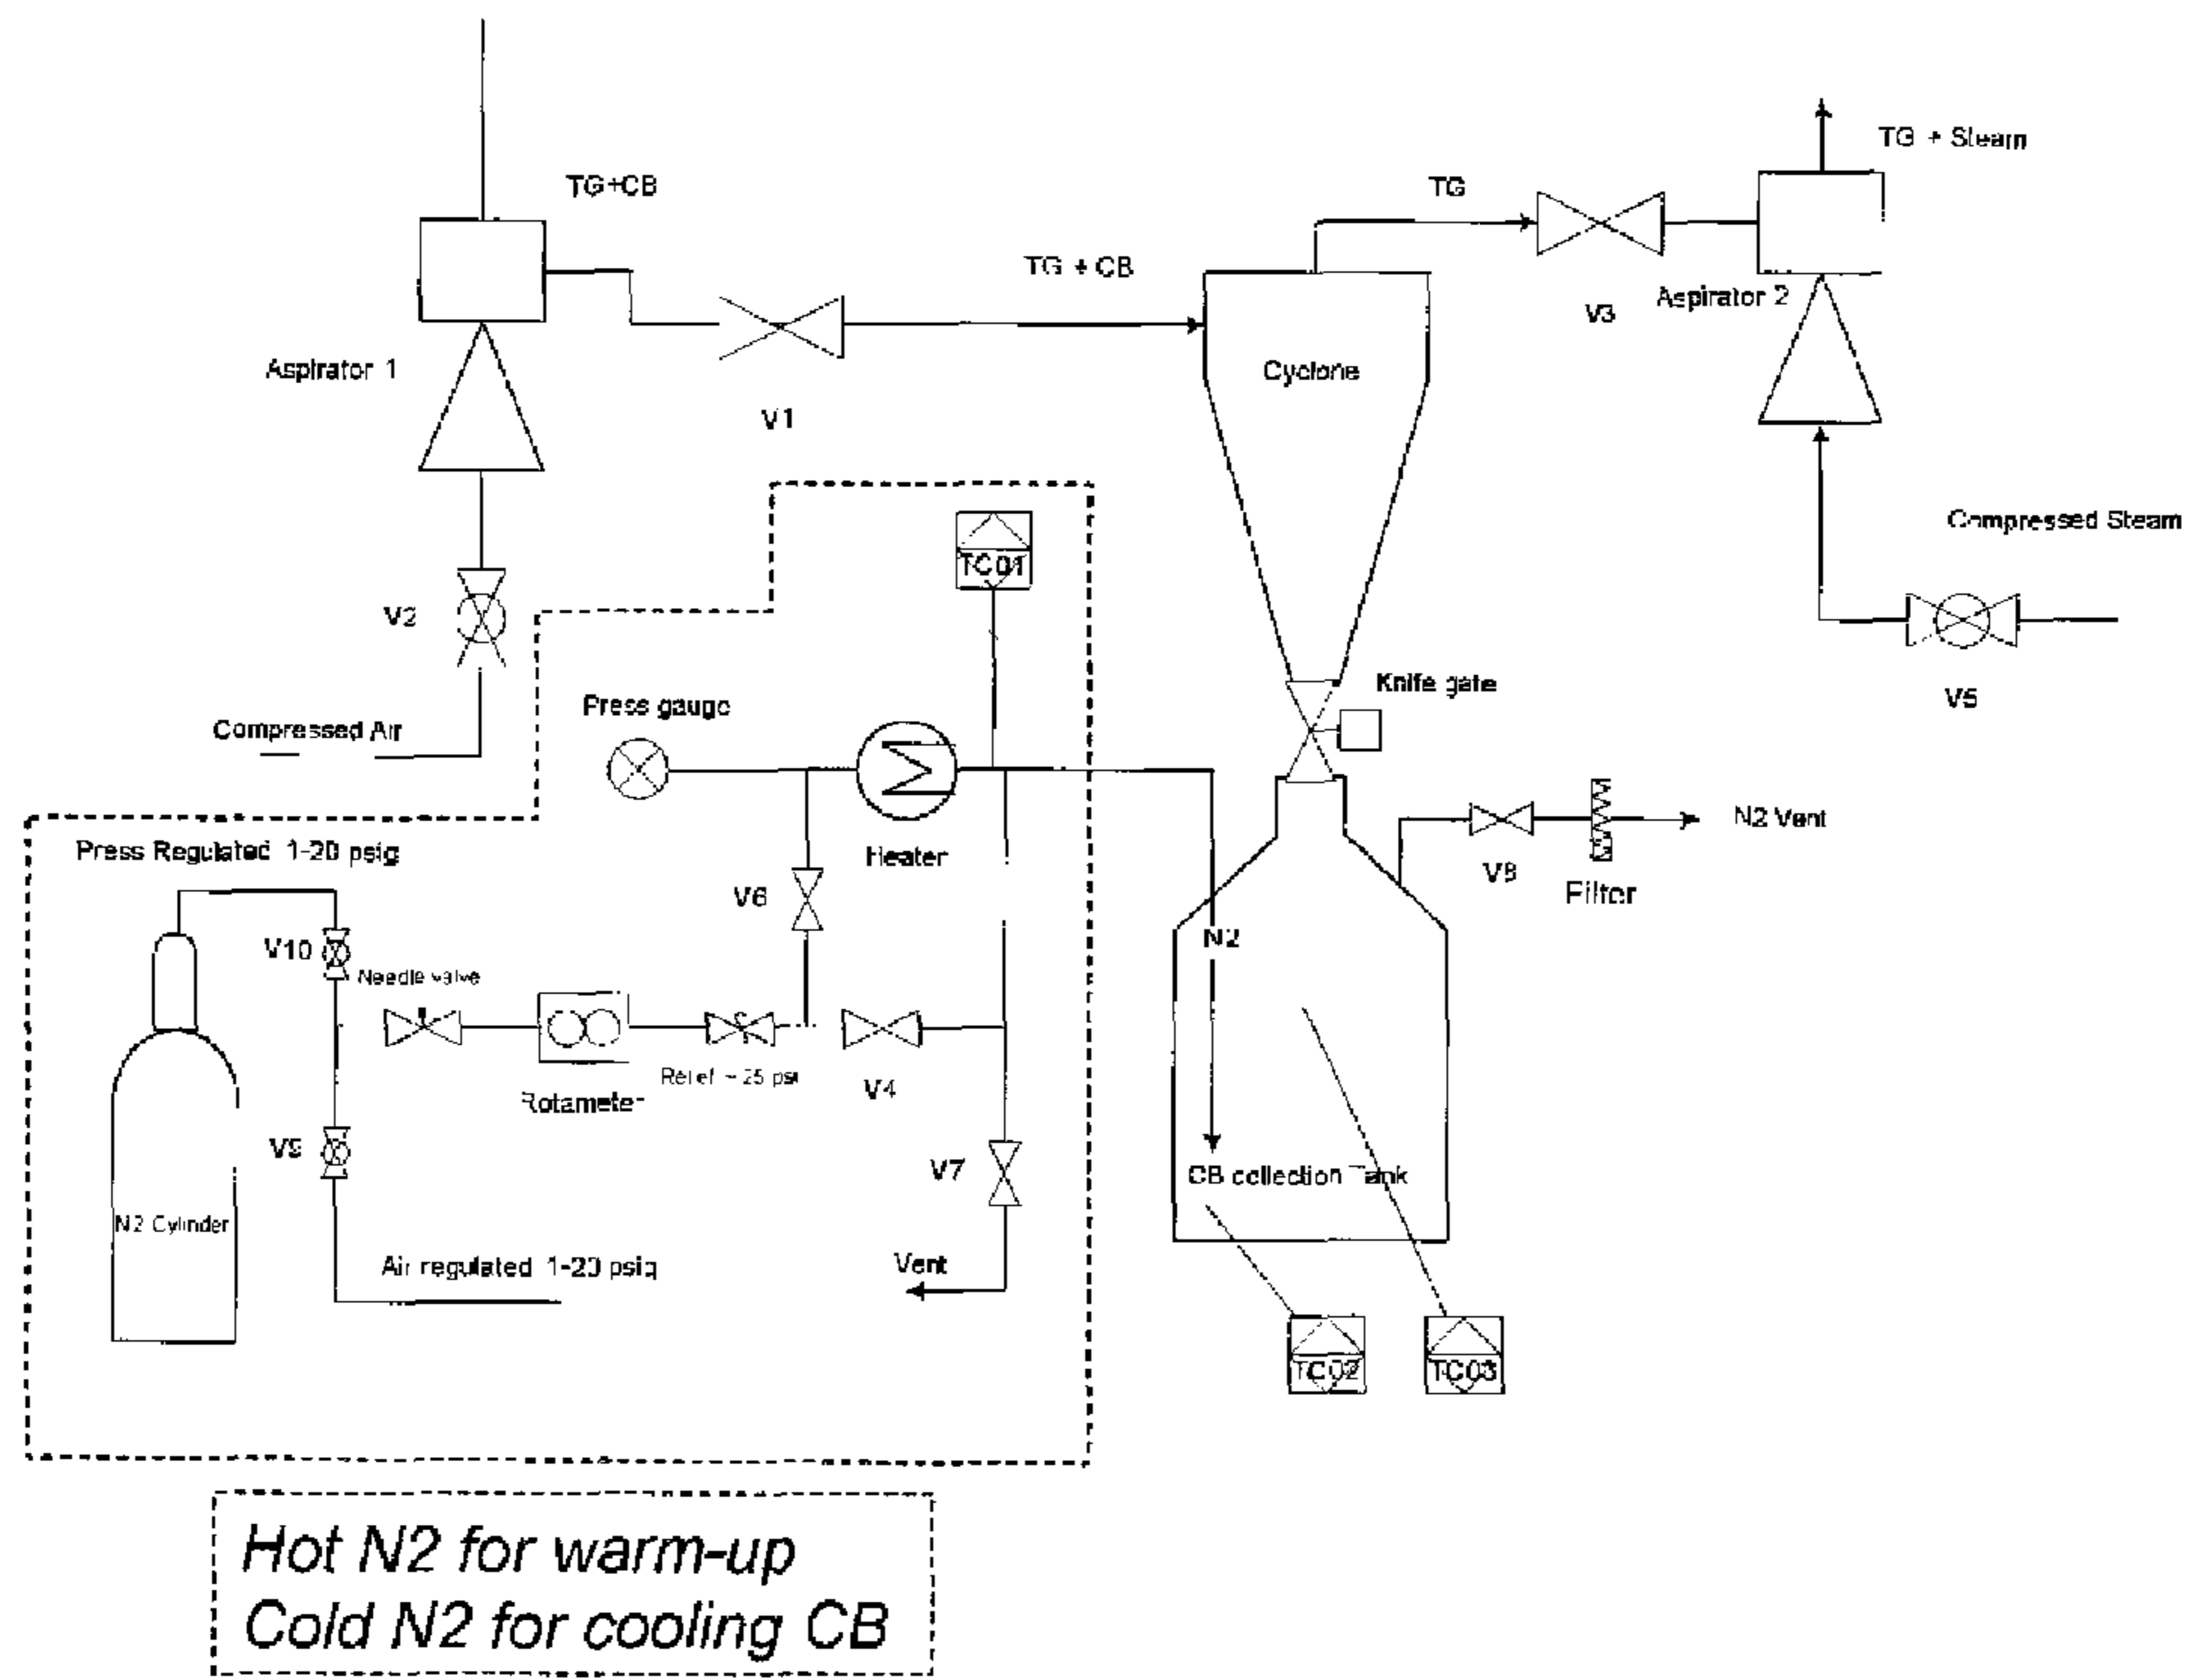 TG + Steam
TG+CB
TG
TG + CB
Aspirator 2
V3
Aspirator 1
Cyclone
V1
Compressed Steam
TC01
V2
Knife gate
V5
Press gauge
Compressed Air
N2 Vent
Press Regulated 1-20 psig
Heater
V8
Filter
V6
N2
V10
Needle valve
Relief ~ 25 psi
V4
Rotameter
V9
V7
CB collection Tank
N2 Cylinder
Air regulated 1-20 psig
Vent
TC02
TC03
Hot N2 for warm-up
Cold N2 for cooling CB